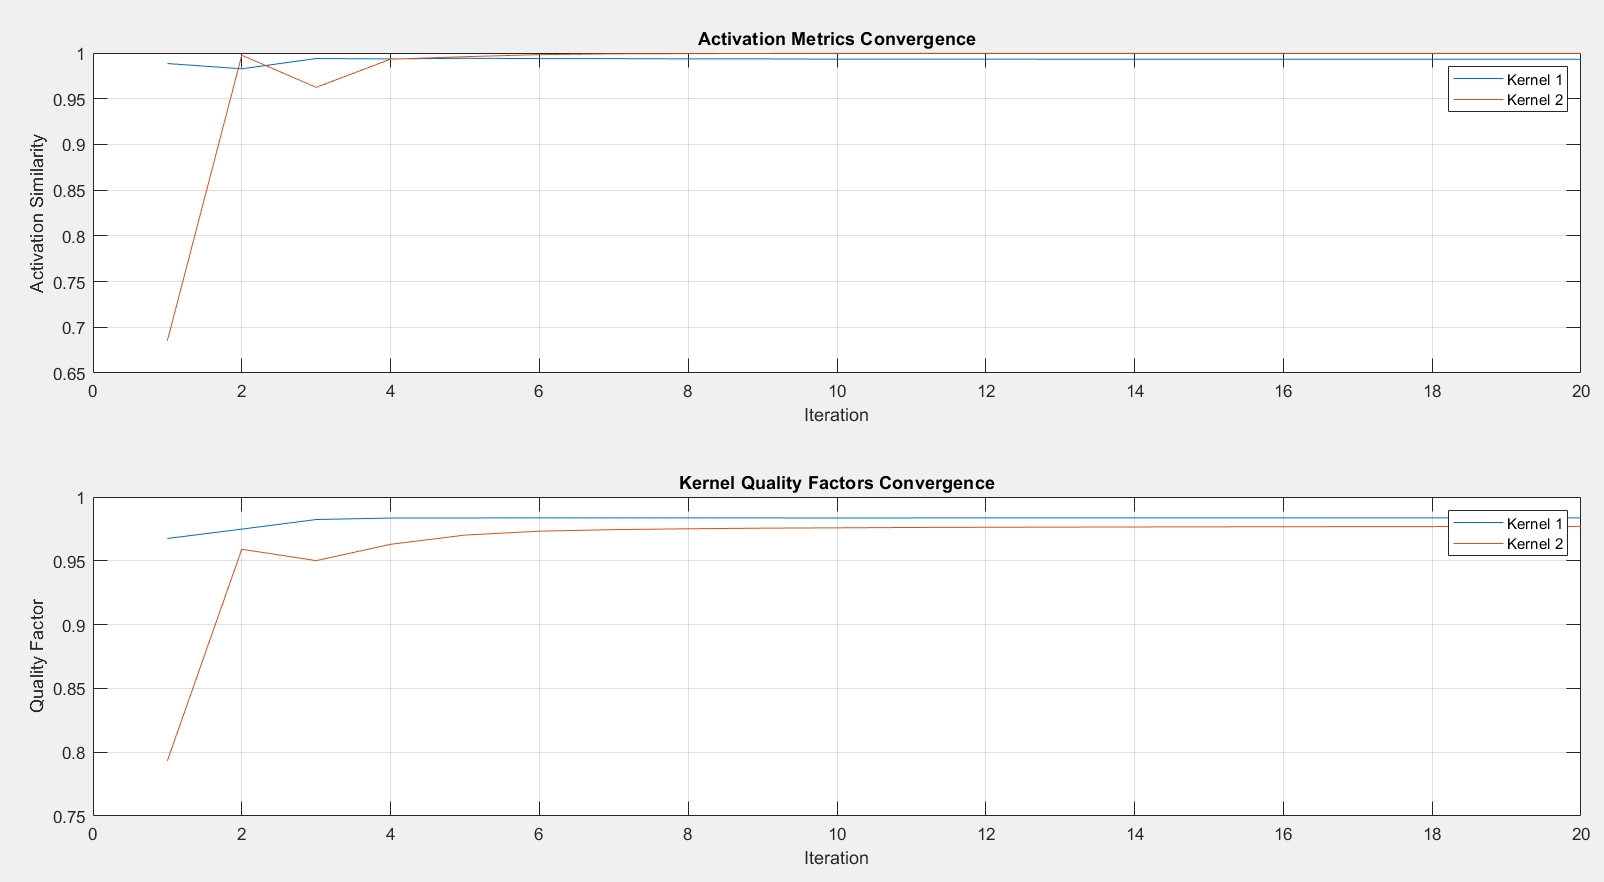 Activation Metrics Convergence
1
0.95
0.9
0.85
0.8
0.75
0.7
0.65
Activation Similarity
Kernel 1
Kernel 2
0 2 4 6 8 10 12 14 16 18 20
Iteration
Kernel Quality Factors Convergence
1
0.95
0.9
0.85
0.8
0.75
Quality Factor
Kernel 1
Kernel 2
0 2 4 6 8 10 12 14 16 18 20
Iteration